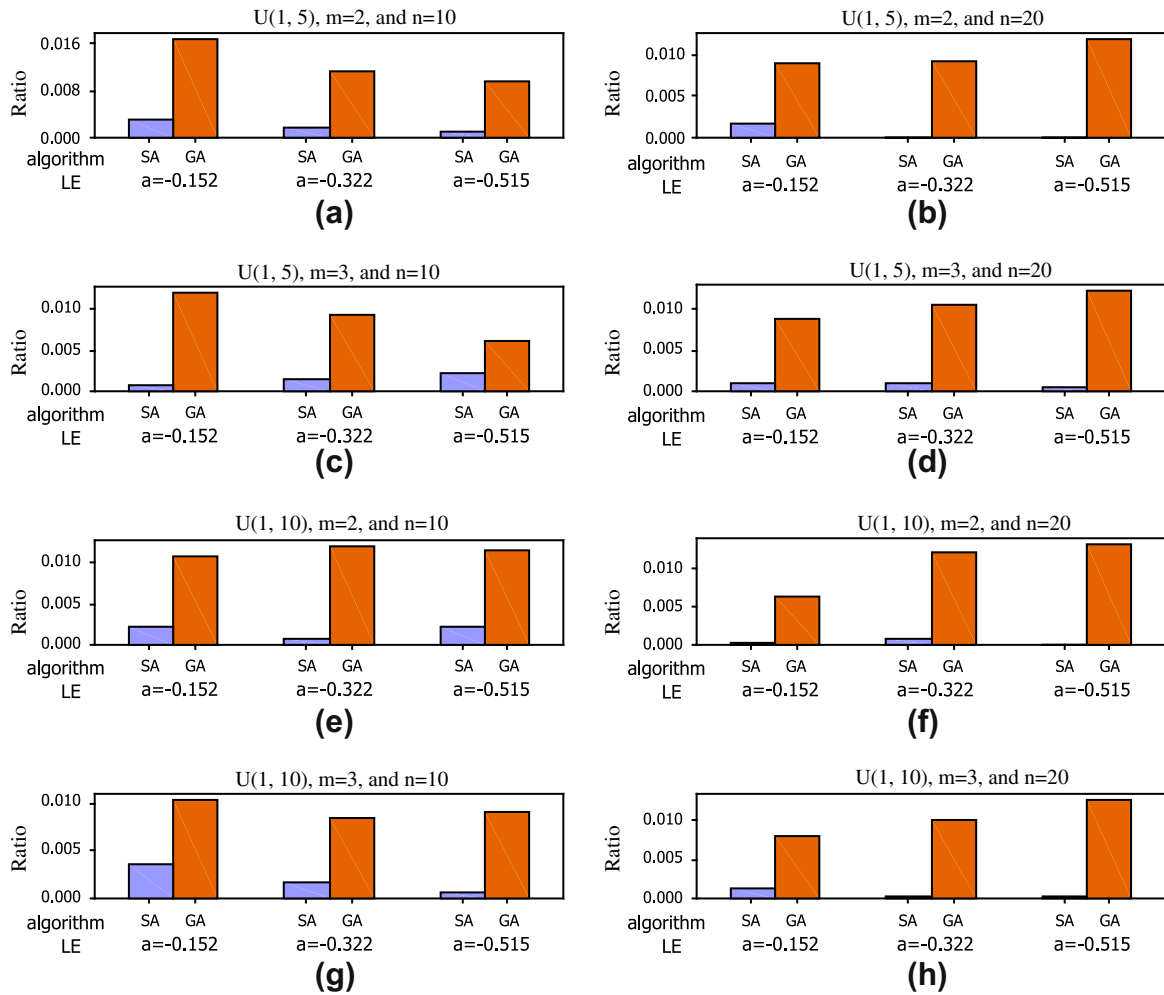 U(1, 5), m=2, and n=10
Ratio
0.016
0.008
0.000
algorithm SA GA SA GA SA GA
LE a=-0.152 a=-0.322 a=-0.515
(a)
U(1, 5), m=2, and n=20
Ratio
0.010
0.005
0.000
algorithm SA GA SA GA SA GA
LE a=-0.152 a=-0.322 a=-0.515
(b)
U(1, 5), m=3, and n=10
Ratio
0.010
0.005
0.000
algorithm SA GA SA GA SA GA
LE a=-0.152 a=-0.322 a=-0.515
(c)
U(1, 5), m=3, and n=20
Ratio
0.010
0.005
0.000
algorithm SA GA SA GA SA GA
LE a=-0.152 a=-0.322 a=-0.515
(d)
U(1, 10), m=2, and n=10
Ratio
0.010
0.005
0.000
algorithm SA GA SA GA SA GA
LE a=-0.152 a=-0.322 a=-0.515
(e)
U(1, 10), m=2, and n=20
Ratio
0.010
0.005
0.000
algorithm SA GA SA GA SA GA
LE a=-0.152 a=-0.322 a=-0.515
(f)
U(1, 10), m=3, and n=10
Ratio
0.010
0.005
0.000
algorithm SA GA SA GA SA GA
LE a=-0.152 a=-0.322 a=-0.515
(g)
U(1, 10), m=3, and n=20
Ratio
0.010
0.005
0.000
algorithm SA GA SA GA SA GA
LE a=-0.152 a=-0.322 a=-0.515
(h)